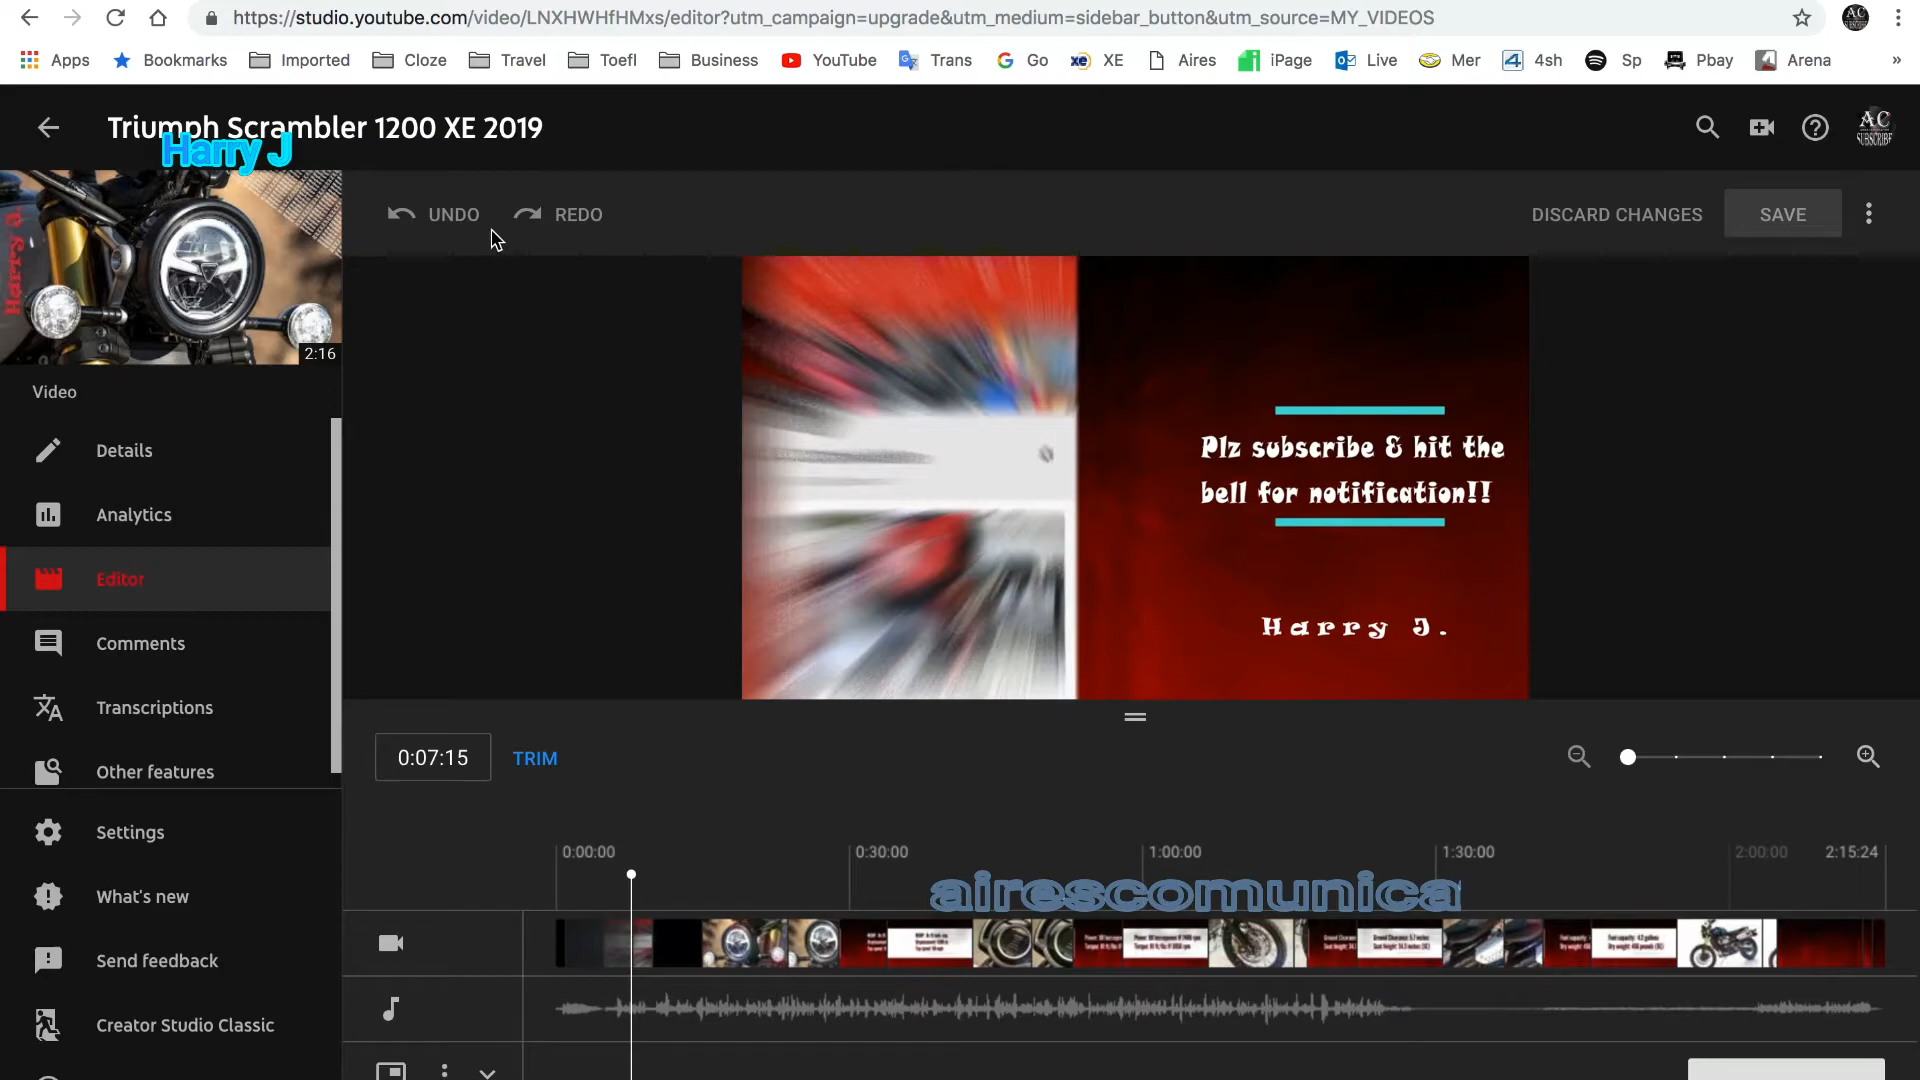 https://studio.youtube.com/video/LNXHWHfHMxs/editor?utm_campaign=upgrade&utm_medium=sidebar_button&utm_source=MY_VIDEOS
Apps Bookmarks Imported Cloze Travel Toefl Business YouTube Trans Go XE Aires iPage Live Mer 4sh Sp Pbay Arena »
Triumph Scrambler 1200 XE 2019
AC
SUBSCRIBE
Harry J
Harry J.
2:16
UNDO REDO DISCARD CHANGES SAVE
Video
Details
Analytics
Editor
Comments
Transcriptions
Other features
Settings
What's new
Send feedback
Creator Studio Classic
Plz subscribe & hit the
bell for notification!!
Harry J.
0:07:15 TRIM
0:00:00 0:30:00 1:00:00 1:30:00 2:00:00 2:15:24
airescomunica